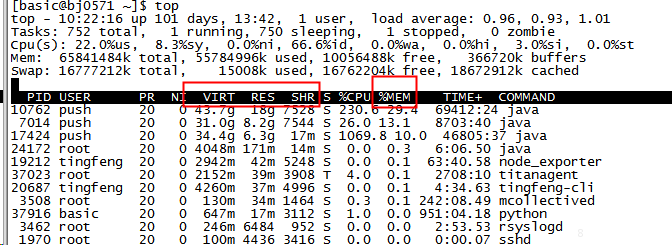 [basic@bj0571 ~]$ top
top - 10:22:16 up 101 days, 13:42, 1 user, load average: 0.96, 0.93, 1.01
Tasks: 752 total, 1 running, 750 sleeping, 1 stopped, 0 zombie
Cpu(s): 22.0%us, 8.3%sy, 0.0%ni, 66.6%id, 0.0%wa, 0.0%hi, 3.0%si, 0.0%st
Mem: 65841484k total, 55784996k used, 10056488k free, 366720k buffers
Swap: 16777212k total, 15008k used, 16762204k free, 18672912k cached
PID USER PR NI VIRT RES SHR S %CPU %MEM TIME+ COMMAND
10762 push 20 0 43.7g 18g 7528 S 230.6 29.4 69412:24 java
7014 push 20 0 31.0g 8.2g 7544 S 26.0 13.1 8703:40 java
17424 push 20 0 34.4g 6.3g 17m S 1069.8 10.0 46805:37 java
24172 root 20 0 4048m 171m 14m S 0.0 0.3 6:06.50 java
19212 tingfeng 20 0 2942m 42m 5248 S 0.0 0.1 63:40.58 node_exporter
37023 root 20 0 2152m 39m 3908 T 4.0 0.1 2708:10 titanagent
20687 tingfeng 20 0 4260m 37m 4996 S 0.0 0.1 4:34.63 tingfeng-cli
3508 root 20 0 130m 34m 1464 S 0.3 0.1 242:08.49 mcollectived
37916 basic 20 0 647m 17m 3112 S 1.0 0.0 951:04.18 python
3462 root 20 0 246m 6484 952 S 0.0 0.0 2:53.53 rsyslogd
1970 root 20 0 100m 4436 3416 S 0.0 0.0 0:00.07 sshd